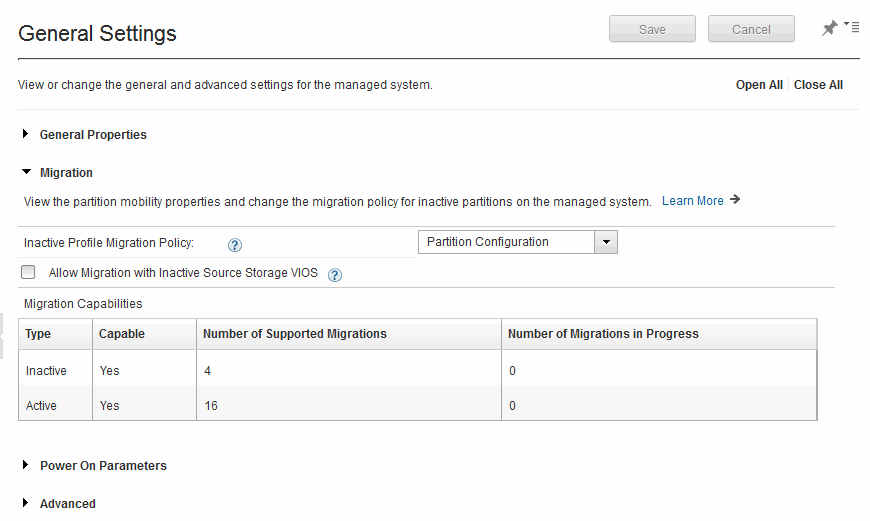 General Settings
Save
Cancel
View or change the general and advanced settings for the managed system.
Open All
Close All
General Properties
Migration
View the partition mobility properties and change the migration policy for inactive partitions on the managed system. Learn More
Inactive Profile Migration Policy:
?
Partition Configuration
Allow Migration with Inactive Source Storage VIOS
?
Migration Capabilities
Type Capable Number of Supported Migrations Number of Migrations in Progress
Inactive Yes 4 0
Active Yes 16 0
Power On Parameters
Advanced